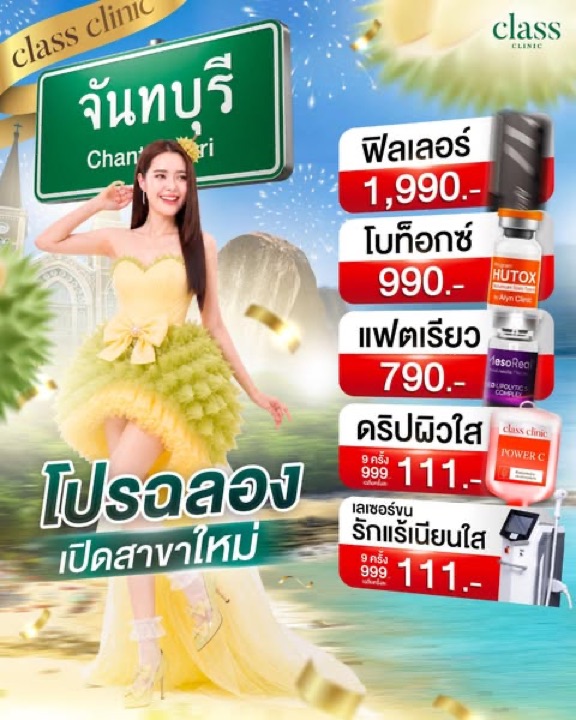 class clinic
class
CLINIC
จันทบุรี
ฟิลเลอร์
1,990.-
โบท็อกซ์
990.-
HUTOX
แฟตเรียว
790.-
MesoReal
LIPOLYTIC
COMPLEX
ดริปผิวใส
9 ครั้ง
999
111.-
class clinic
POWER C
เลเซอร์ขน
รักแร้เนียนใส
9 ครั้ง
999
111.-
โปรฉลอง
เปิดสาขาใหม่